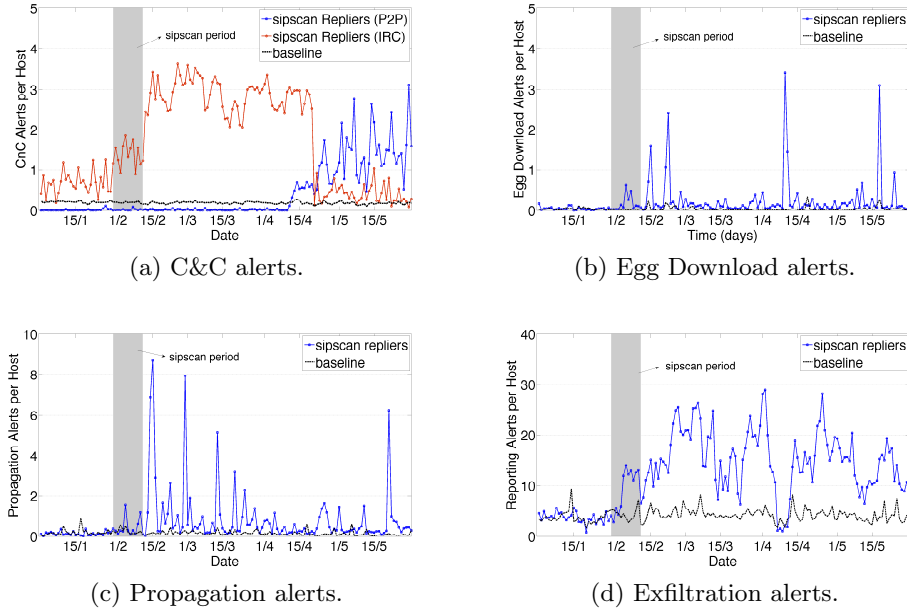 5
4
3
2
1
0
CnC Alerts per Host
sipscan Repliers (P2P)
sipscan Repliers (IRC)
baseline
sipscan period
15/1 1/2 15/2 1/3 15/3 1/4 15/4 1/5 15/5
Date
(a) C&C alerts.
5
4
3
2
1
0
Egg Download Alerts per Host
sipscan repliers
baseline
sipscan period
15/1 1/2 15/2 1/3 15/3 1/4 15/4 1/5 15/5
Time (days)
(b) Egg Download alerts.
10
8
6
4
2
0
Propagation Alerts per Host
sipscan repliers
baseline
sipscan period
15/1 1/2 15/2 1/3 15/3 1/4 15/4 1/5 15/5
Date
(c) Propagation alerts.
40
30
20
10
0
Reporting Alerts per Host
sipscan repliers
baseline
sipscan period
15/1 1/2 15/2 1/3 15/3 1/4 15/4 1/5 15/5
Date
(d) Exfiltration alerts.